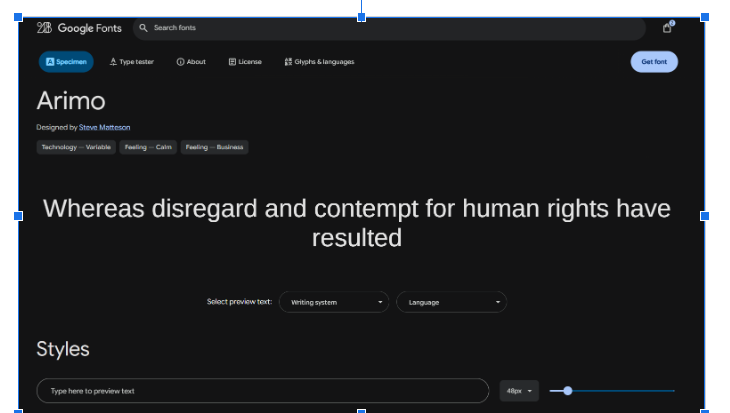 Google Fonts
Search fonts
2
Specimen
Type tester
About
License
Glyphs & languages
Get font
Arimo
Designed by Steve Matteson
Technology — Variable
Feeling — Calm
Feeling — Business
Whereas disregard and contempt for human rights have
resulted
Select preview text:
Writing system
Language
Styles
Type here to preview text
48px